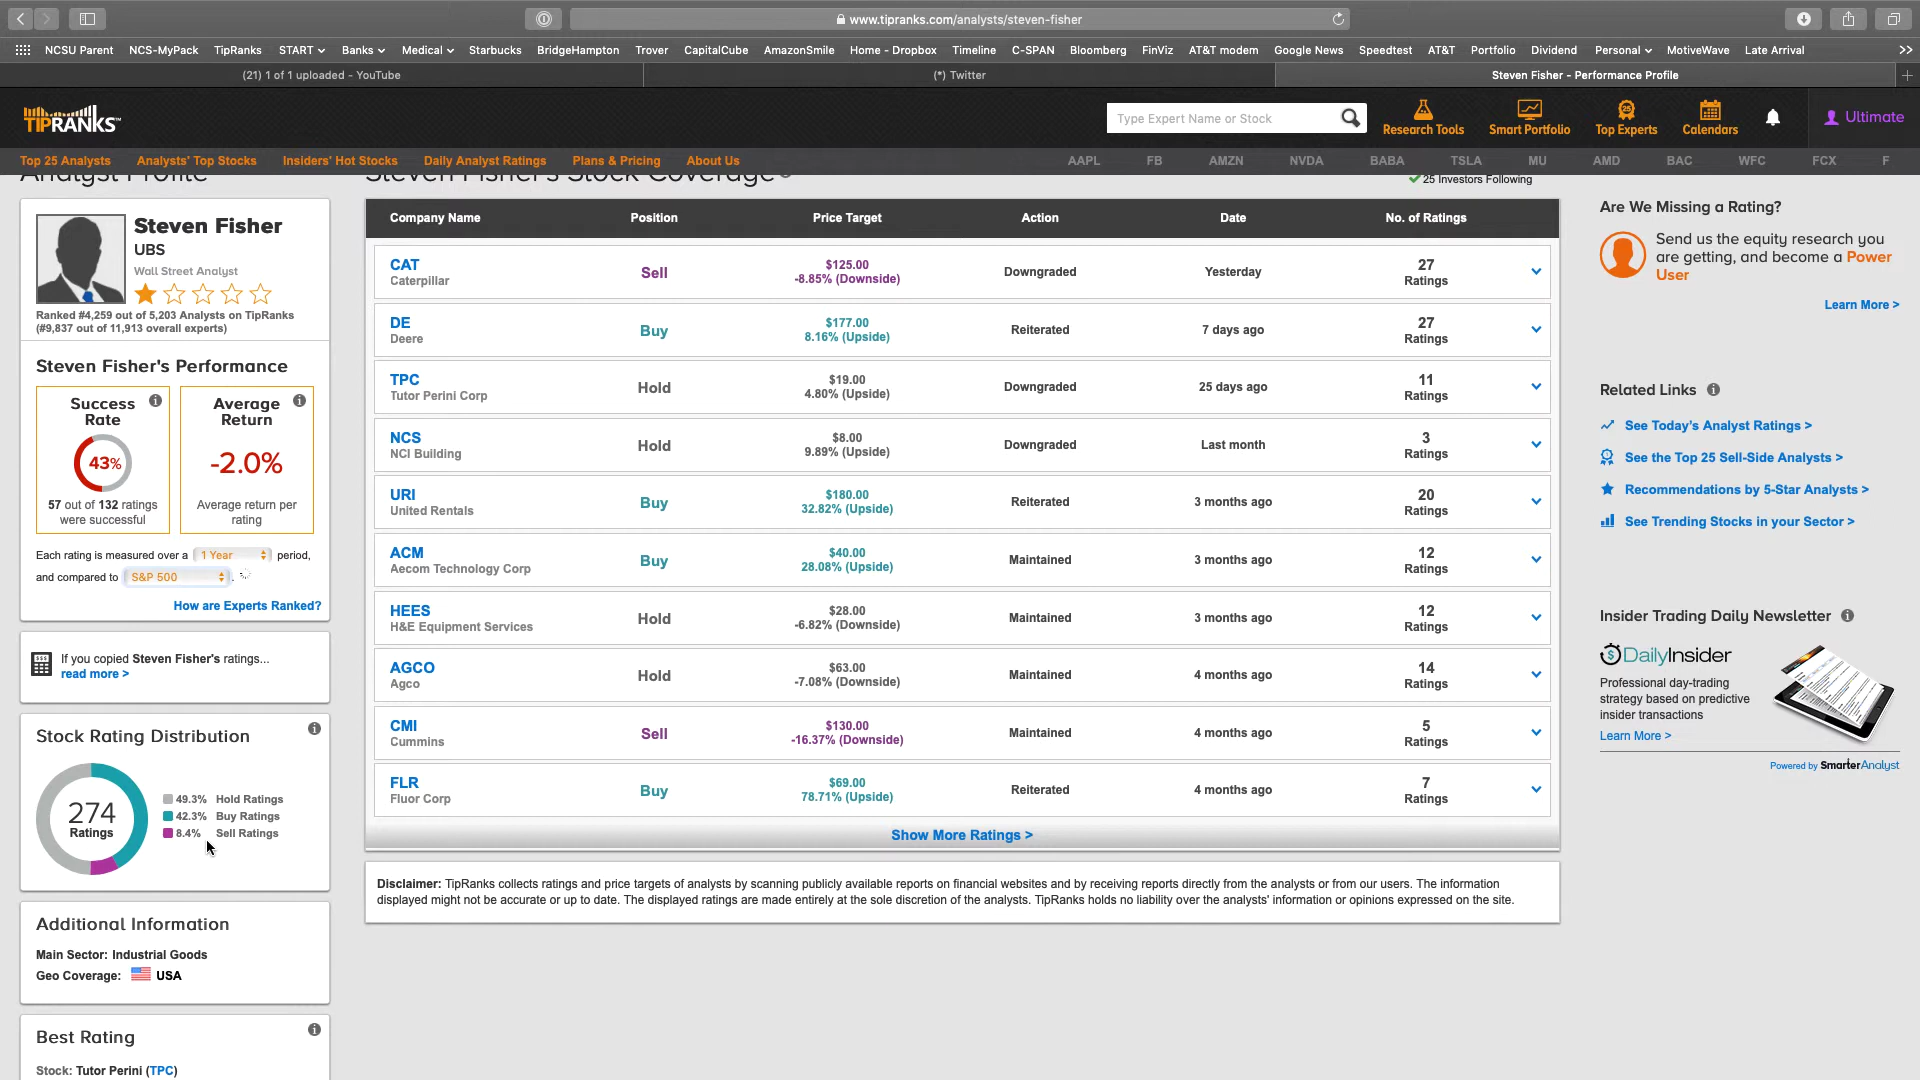 www.tipranks.com/analysts/steven-fisher
NCSU Parent NCS-MyPack TipRanks START Banks Medical Starbucks BridgeHampton Trover CapitalCube AmazonSmile Home - Dropbox Timeline C-SPAN Bloomberg FinViz AT&T modem Google News Speedtest AT&T Portfolio Dividend Personal MotiveWave Late Arrival >>
(21) 1 of 1 uploaded - YouTube (*) Twitter Steven Fisher - Performance Profile
TIPRANKS™ Type Expert Name or Stock Research Tools Smart Portfolio Top Experts Calendars Ultimate
Top 25 Analysts Analysts' Top Stocks Insiders' Hot Stocks Daily Analyst Ratings Plans & Pricing About Us AAPL FB AMZN NVDA BABA TSLA MU AMD BAC WFC FCX F
Analyst Profile Steven Fisher's Stock Coverage 25 Investors Following
Steven Fisher
UBS
Wall Street Analyst
Ranked #4,259 out of 5,203 Analysts on TipRanks
(#9,837 out of 11,913 overall experts)
Steven Fisher's Performance
Success
Rate
43%
57 out of 132 ratings
were successful
Average
Return
-2.0%
Average return per
rating
Each rating is measured over a 1 Year period,
and compared to S&P 500 .
How are Experts Ranked?
If you copied Steven Fisher's ratings...
read more >
Stock Rating Distribution
274
Ratings
49.3% Hold Ratings
42.3% Buy Ratings
8.4% Sell Ratings
Additional Information
Main Sector: Industrial Goods
Geo Coverage: USA
Best Rating
Stock: Tutor Perini (TPC)
Company Name Position Price Target Action Date No. of Ratings
CAT $125.00 27
Caterpillar Sell -8.85% (Downside) Downgraded Yesterday Ratings
DE $177.00 27
Deere Buy 8.16% (Upside) Reiterated 7 days ago Ratings
TPC $19.00 11
Tutor Perini Corp Hold 4.80% (Upside) Downgraded 25 days ago Ratings
NCS $8.00 3
NCI Building Hold 9.89% (Upside) Downgraded Last month Ratings
URI $180.00 20
United Rentals Buy 32.82% (Upside) Reiterated 3 months ago Ratings
ACM $40.00 12
Aecom Technology Corp Buy 28.08% (Upside) Maintained 3 months ago Ratings
HEES $28.00 12
H&E Equipment Services Hold -6.82% (Downside) Maintained 3 months ago Ratings
AGCO $63.00 14
Agco Hold -7.08% (Downside) Maintained 4 months ago Ratings
CMI $130.00 5
Cummins Sell -16.37% (Downside) Maintained 4 months ago Ratings
FLR $69.00 7
Fluor Corp Buy 78.71% (Upside) Reiterated 4 months ago Ratings
Show More Ratings >
Disclaimer: TipRanks collects ratings and price targets of analysts by scanning publicly available reports on financial websites and by receiving reports directly from the analysts or from our users. The information
displayed might not be accurate or up to date. The displayed ratings are made entirely at the sole discretion of the analysts. TipRanks holds no liability over the analysts' information or opinions expressed on the site.
Are We Missing a Rating?
Send us the equity research you
are getting, and become a Power
User
Learn More >
Related Links
See Today's Analyst Ratings >
See the Top 25 Sell-Side Analysts >
Recommendations by 5-Star Analysts >
See Trending Stocks in your Sector >
Insider Trading Daily Newsletter
DailyInsider
Professional day-trading
strategy based on predictive
insider transactions
Learn More >
Powered by SmarterAnalyst